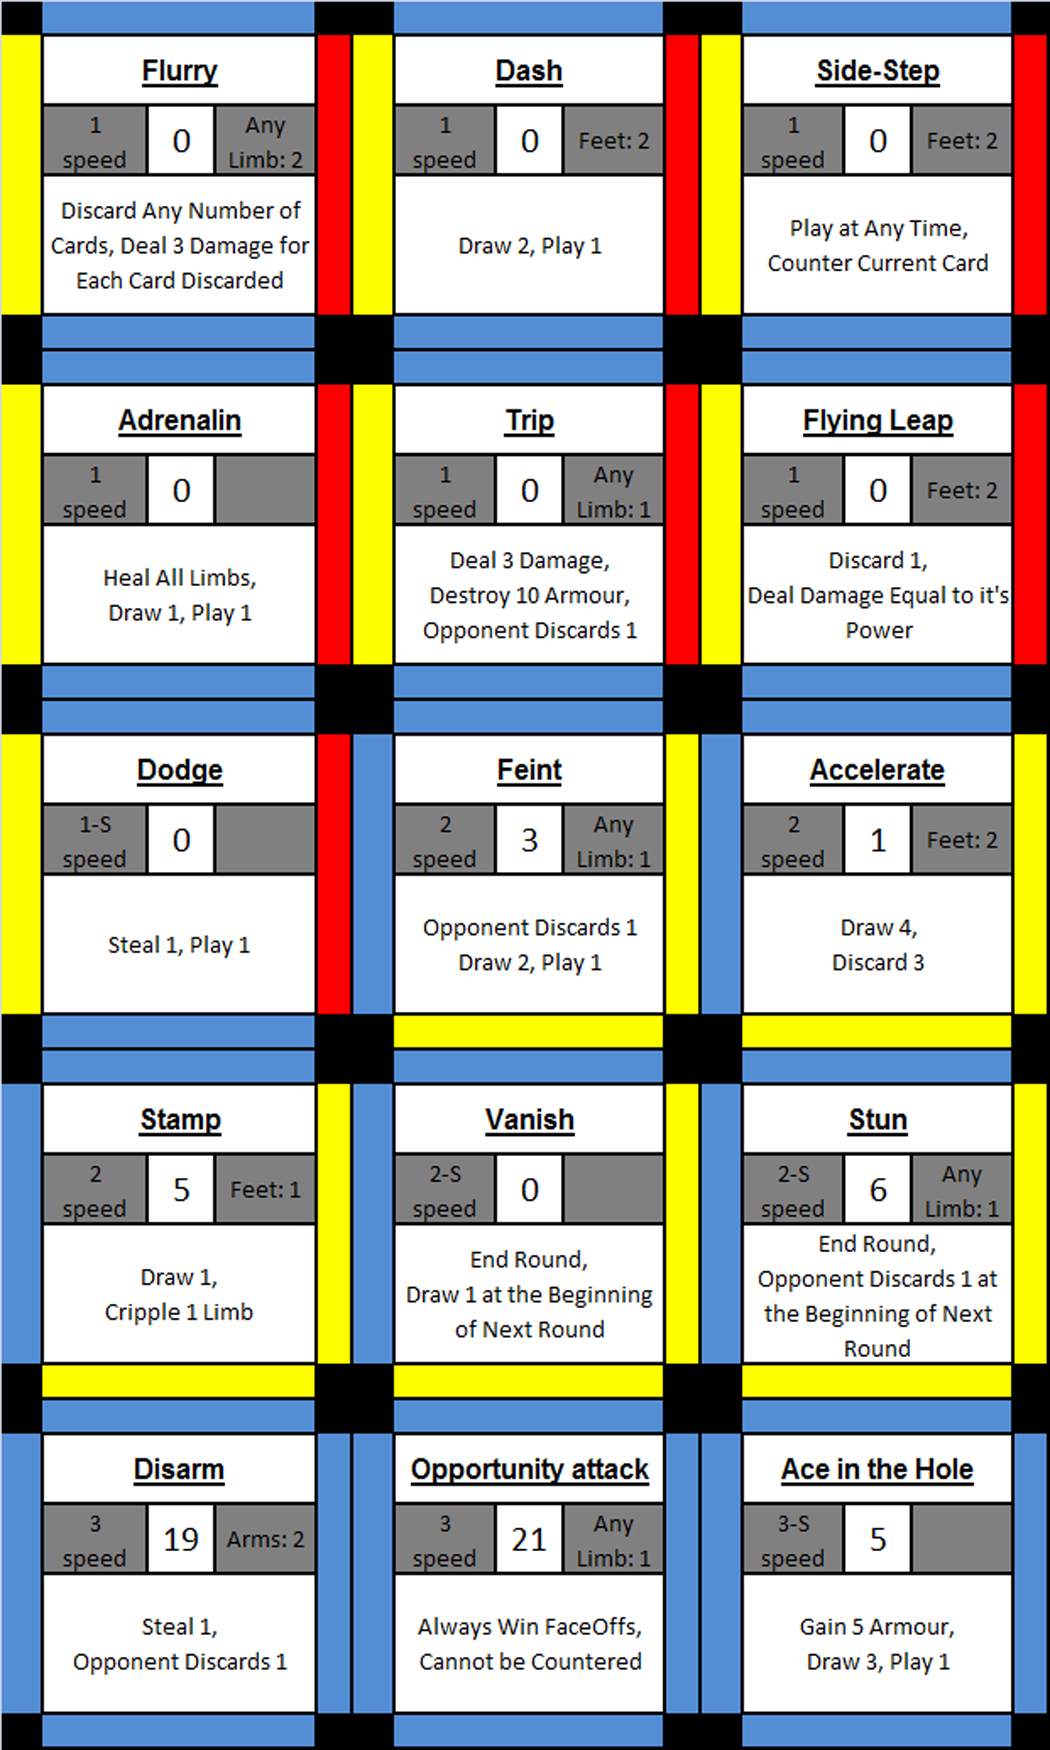 Flurry
1 speed
0
Any Limb: 2
Discard Any Number of
Cards, Deal 3 Damage for
Each Card Discarded
Dash
1 speed
0
Feet: 2
Draw 2, Play 1
Side-Step
1 speed
0
Feet: 2
Play at Any Time,
Counter Current Card
Adrenalin
1 speed
0
Heal All Limbs,
Draw 1, Play 1
Trip
1 speed
0
Any Limb: 1
Deal 3 Damage,
Destroy 10 Armour,
Opponent Discards 1
Flying Leap
1 speed
0
Feet: 2
Discard 1,
Deal Damage Equal to it's
Power
Dodge
1-S speed
0
Steal 1, Play 1
Feint
2 speed
3
Any Limb: 1
Opponent Discards 1
Draw 2, Play 1
Accelerate
2 speed
1
Feet: 2
Draw 4,
Discard 3
Stamp
2 speed
5
Feet: 1
Draw 1,
Cripple 1 Limb
Vanish
2-S speed
0
End Round,
Draw 1 at the Beginning
of Next Round
Stun
2-S speed
6
Any Limb: 1
End Round,
Opponent Discards 1 at
the Beginning of Next
Round
Disarm
3 speed
19
Arms: 2
Steal 1,
Opponent Discards 1
Opportunity attack
3 speed
21
Any Limb: 1
Always Win FaceOffs,
Cannot be Countered
Ace in the Hole
3-S speed
5
Gain 5 Armour,
Draw 3, Play 1